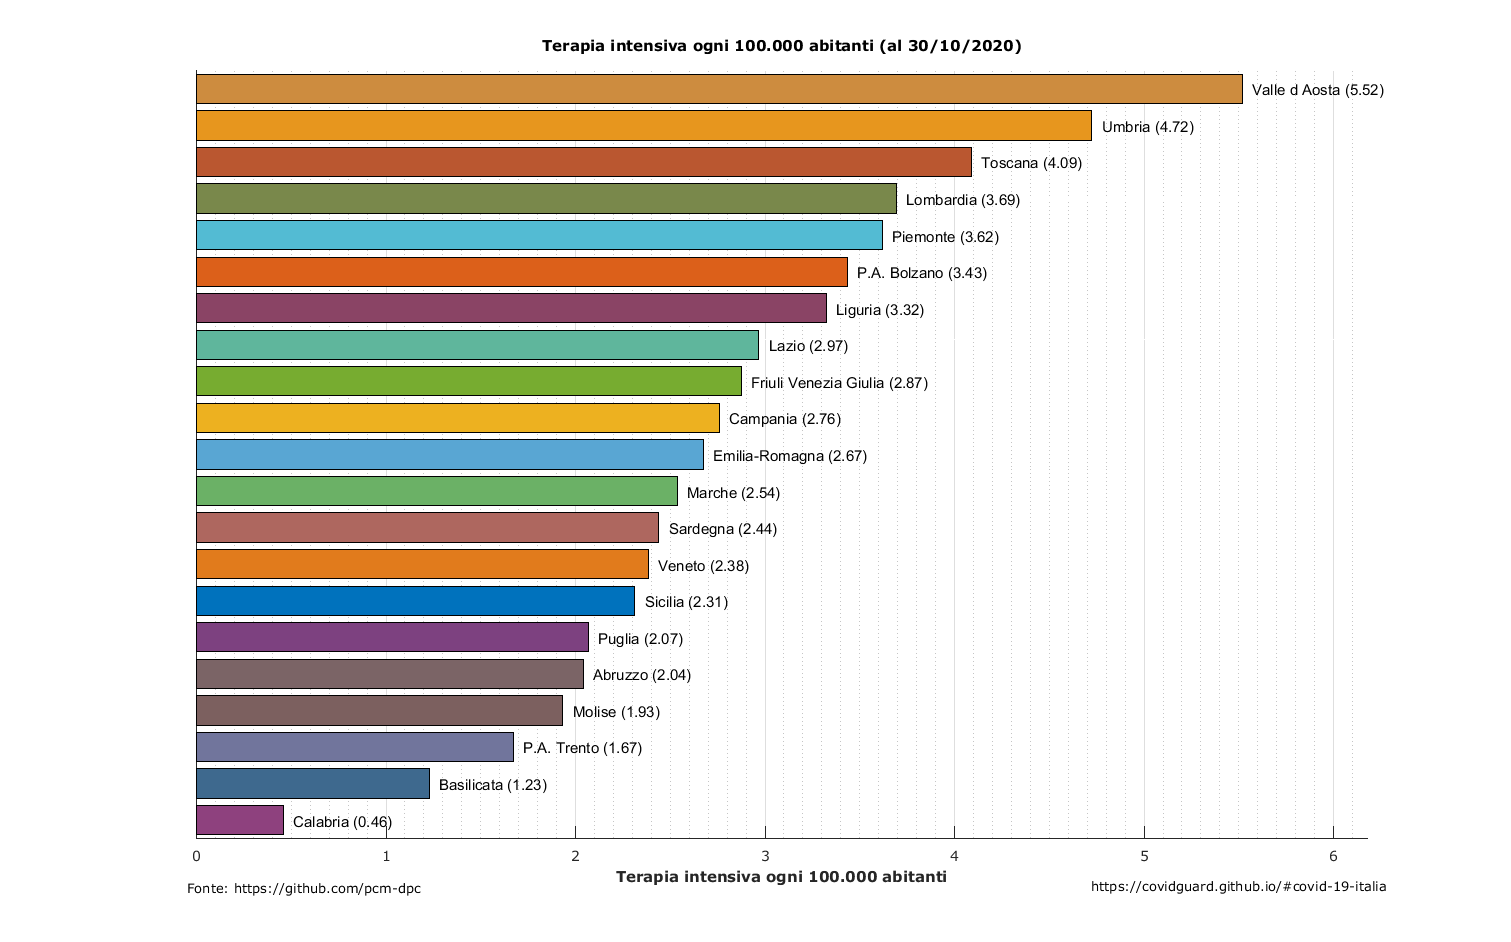 Terapia intensiva ogni 100.000 abitanti (al 30/10/2020)
Valle d Aosta (5.52)
Umbria (4.72)
Toscana (4.09)
Lombardia (3.69)
Piemonte (3.62)
P.A. Bolzano (3.43)
Liguria (3.32)
Lazio (2.97)
Friuli Venezia Giulia (2.87)
Campania (2.76)
Emilia-Romagna (2.67)
Marche (2.54)
Sardegna (2.44)
Veneto (2.38)
Sicilia (2.31)
Puglia (2.07)
Abruzzo (2.04)
Molise (1.93)
P.A. Trento (1.67)
Basilicata (1.23)
Calabria (0.46)
0 1 2 3 4 5 6
Terapia intensiva ogni 100.000 abitanti
Fonte: https://github.com/pcm-dpc
https://covidguard.github.io/#covid-19-italia